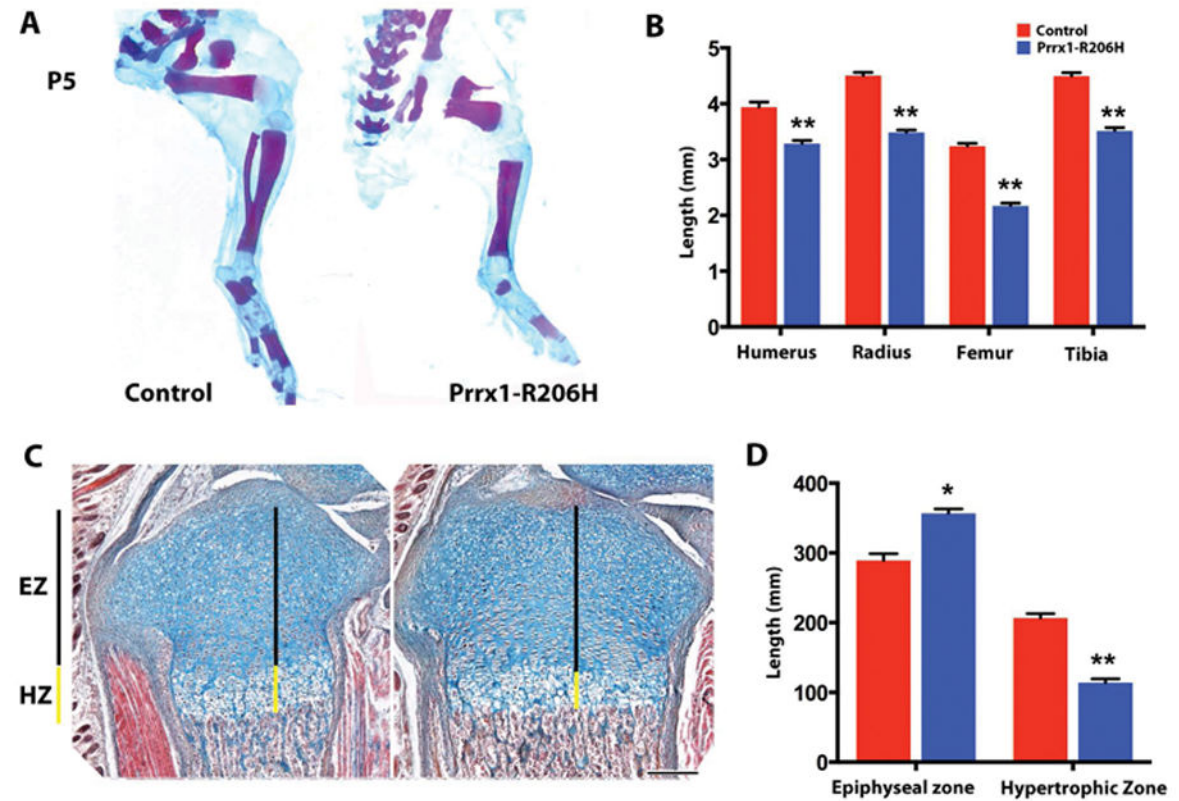 A
P5
Control
Prrx1-R206H
B
Control
Prrx1-R206H
**
**
**
**
5
4
3
2
1
0
Length (mm)
Humerus
Radius
Femur
Tibia
C
EZ
HZ
D
*
**
400
300
200
100
0
Length (mm)
Epiphyseal zone
Hypertrophic Zone